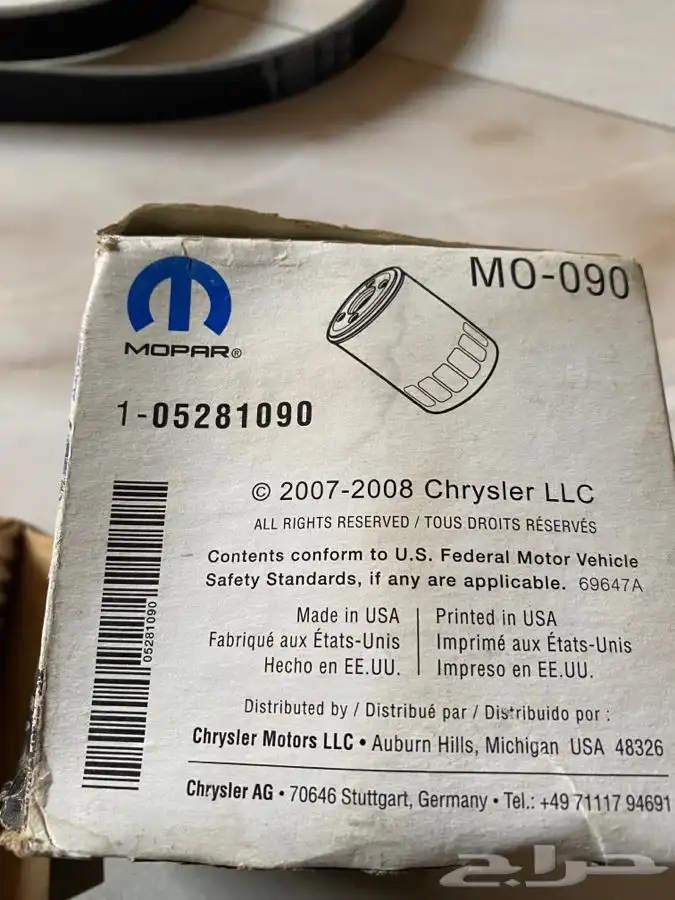 MO-090
MOPAR®
1-05281090
© 2007-2008 Chrysler LLC
ALL RIGHTS RESERVED / TOUS DROITS RÉSERVÉS
Contents conform to U.S. Federal Motor Vehicle
Safety Standards, if any are applicable. 69647A
Made in USA
Fabriqué aux États-Unis
Hecho en EE.UU.
Printed in USA
Imprimé aux États-Unis
Impreso en EE.UU.
05281090
Distributed by / Distribué par / Distribuido por :
Chrysler Motors LLC • Auburn Hills, Michigan USA 48326
Chrysler AG • 70646 Stuttgart, Germany • Tel.: +49 71117 94691
حراج